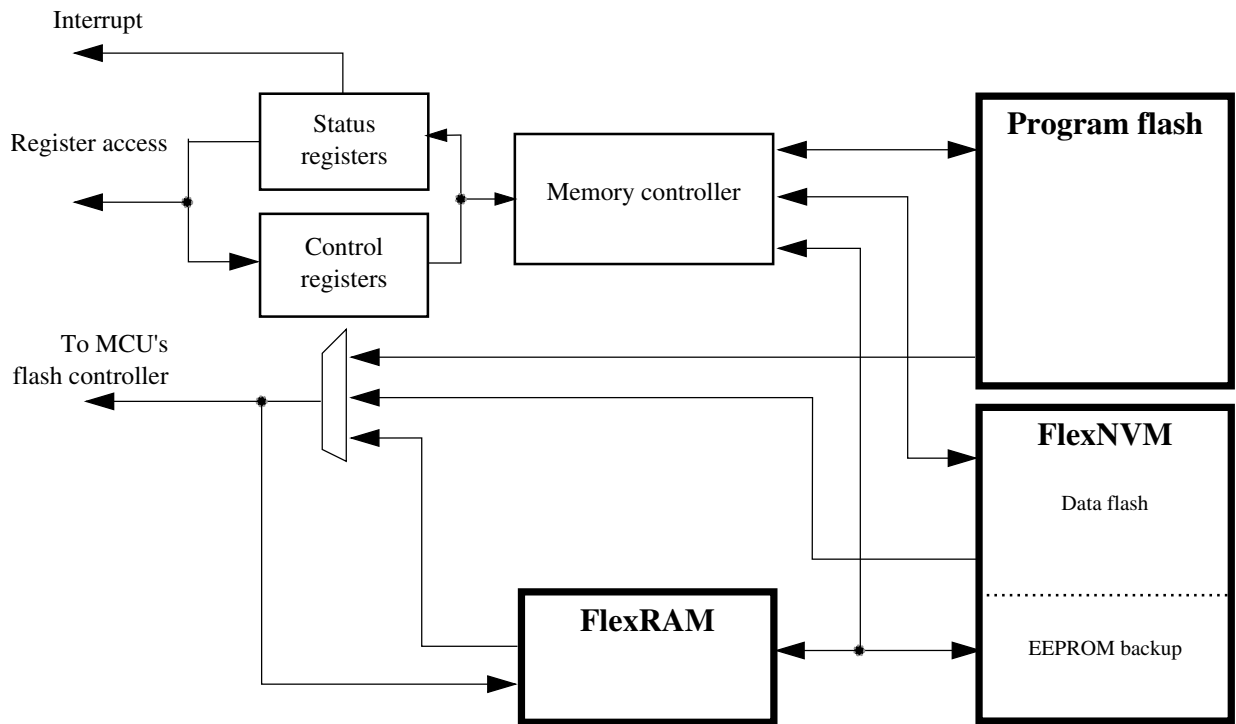 Interrupt
Register access
Status
registers
Control
registers
Memory controller
Program flash
To MCU's
flash controller
FlexNVM
Data flash
EEPROM backup
FlexRAM